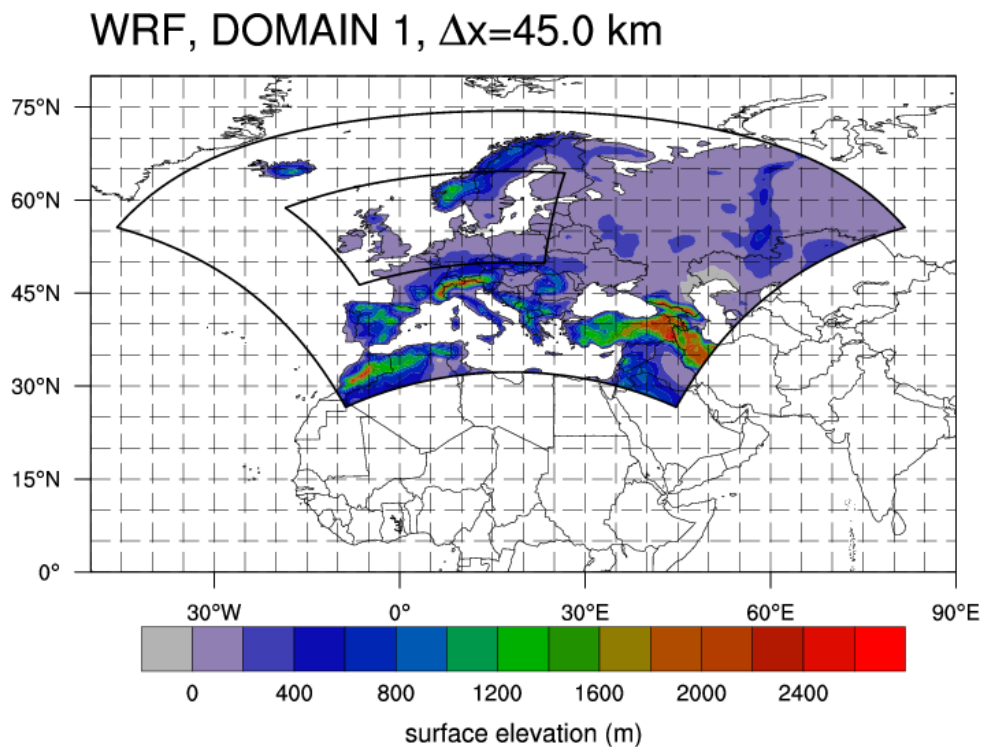 WRF, DOMAIN 1, Δx=45.0 km
75°N
60°N
45°N
30°N
15°N
0°
30°W 0° 30°E 60°E 90°E
0 400 800 1200 1600 2000 2400
surface elevation (m)